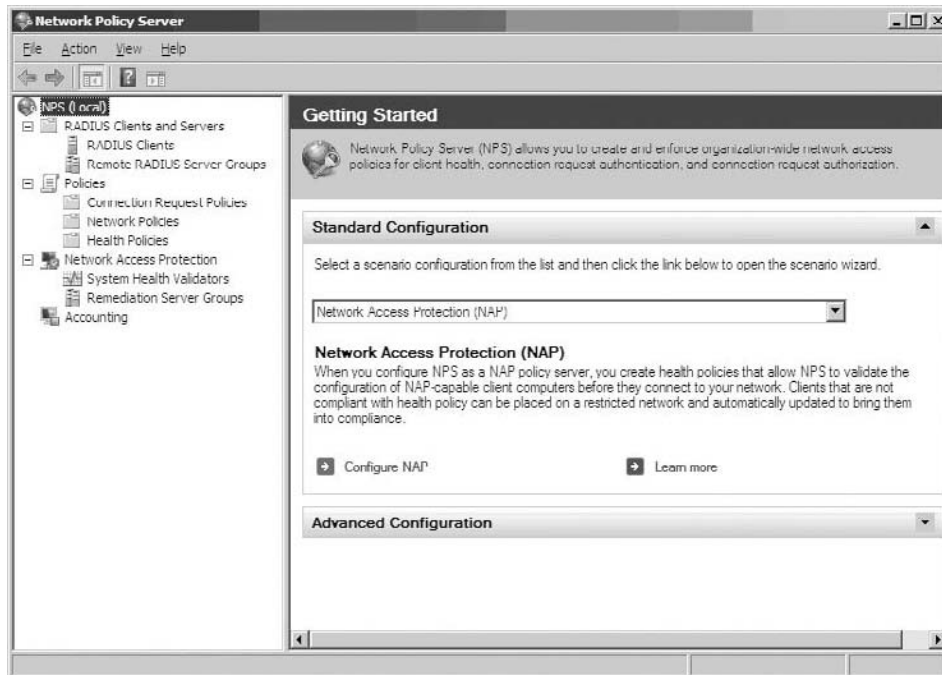 Network Policy Server
File Action View Help
NPS (Local)
RADIUS Clients and Servers
RADIUS Clients
Remote RADIUS Server Groups
Policies
Connection Request Policies
Network Policies
Health Policies
Network Access Protection
System Health Validators
Remediation Server Groups
Accounting
Getting Started
Network Policy Server (NPS) allows you to create and enforce organization-wide network access
policies for client health, connection request authentication, and connection request authorization.
Standard Configuration
Select a scenario configuration from the list and then click the link below to open the scenario wizard.
Network Access Protection (NAP)
Network Access Protection (NAP)
When you configure NPS as a NAP policy server, you create health policies that allow NPS to validate the
configuration of NAP-capable client computers before they connect to your network. Clients that are not
compliant with health policy can be placed on a restricted network and automatically updated to bring them
into compliance.
Configure NAP
Learn more
Advanced Configuration